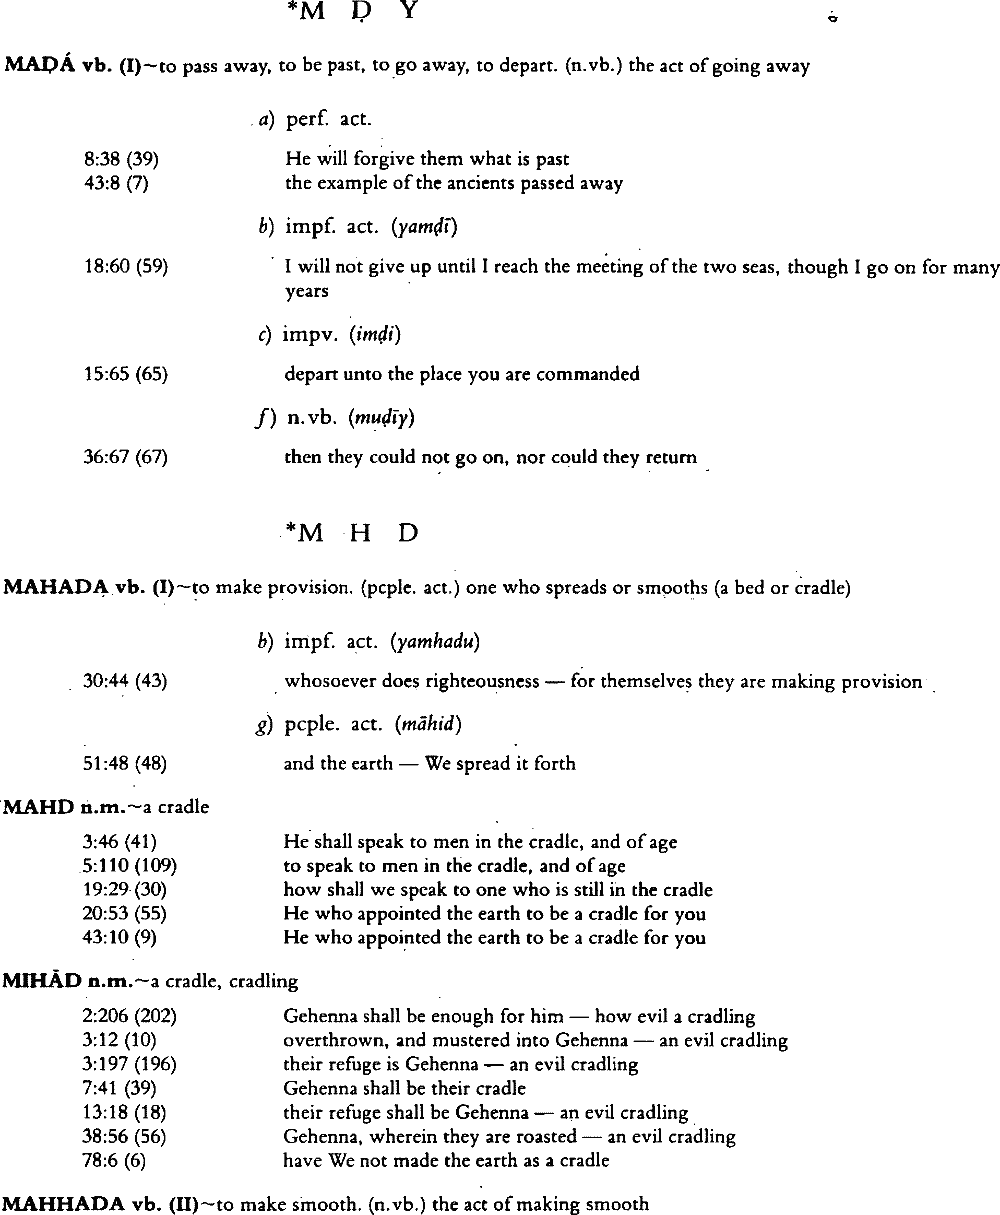 *M Ḍ Y
MAḌÁ vb. (I)~to pass away, to be past, to go away, to depart. (n.vb.) the act of going away
a) perf. act.
8:38 (39) He will forgive them what is past
43:8 (7) the example of the ancients passed away
b) impf. act. (yamḍī)
18:60 (59) I will not give up until I reach the meeting of the two seas, though I go on for many
years
c) impv. (imḍi)
15:65 (65) depart unto the place you are commanded
f) n.vb. (muḍīy)
36:67 (67) then they could not go on, nor could they return
*M H D
MAHADA vb. (I)~to make provision. (pcple. act.) one who spreads or smooths (a bed or cradle)
b) impf. act. (yamhadu)
30:44 (43) whosoever does righteousness — for themselves they are making provision
g) pcple. act. (māhid)
51:48 (48) and the earth — We spread it forth
MAHD n.m.~a cradle
3:46 (41) He shall speak to men in the cradle, and of age
5:110 (109) to speak to men in the cradle, and of age
19:29 (30) how shall we speak to one who is still in the cradle
20:53 (55) He who appointed the earth to be a cradle for you
43:10 (9) He who appointed the earth to be a cradle for you
MIHĀD n.m.~a cradle, cradling
2:206 (202) Gehenna shall be enough for him — how evil a cradling
3:12 (10) overthrown, and mustered into Gehenna — an evil cradling
3:197 (196) their refuge is Gehenna — an evil cradling
7:41 (39) Gehenna shall be their cradle
13:18 (18) their refuge shall be Gehenna — an evil cradling
38:56 (56) Gehenna, wherein they are roasted — an evil cradling
78:6 (6) have We not made the earth as a cradle
MAHHADA vb. (II)~to make smooth. (n.vb.) the act of making smooth